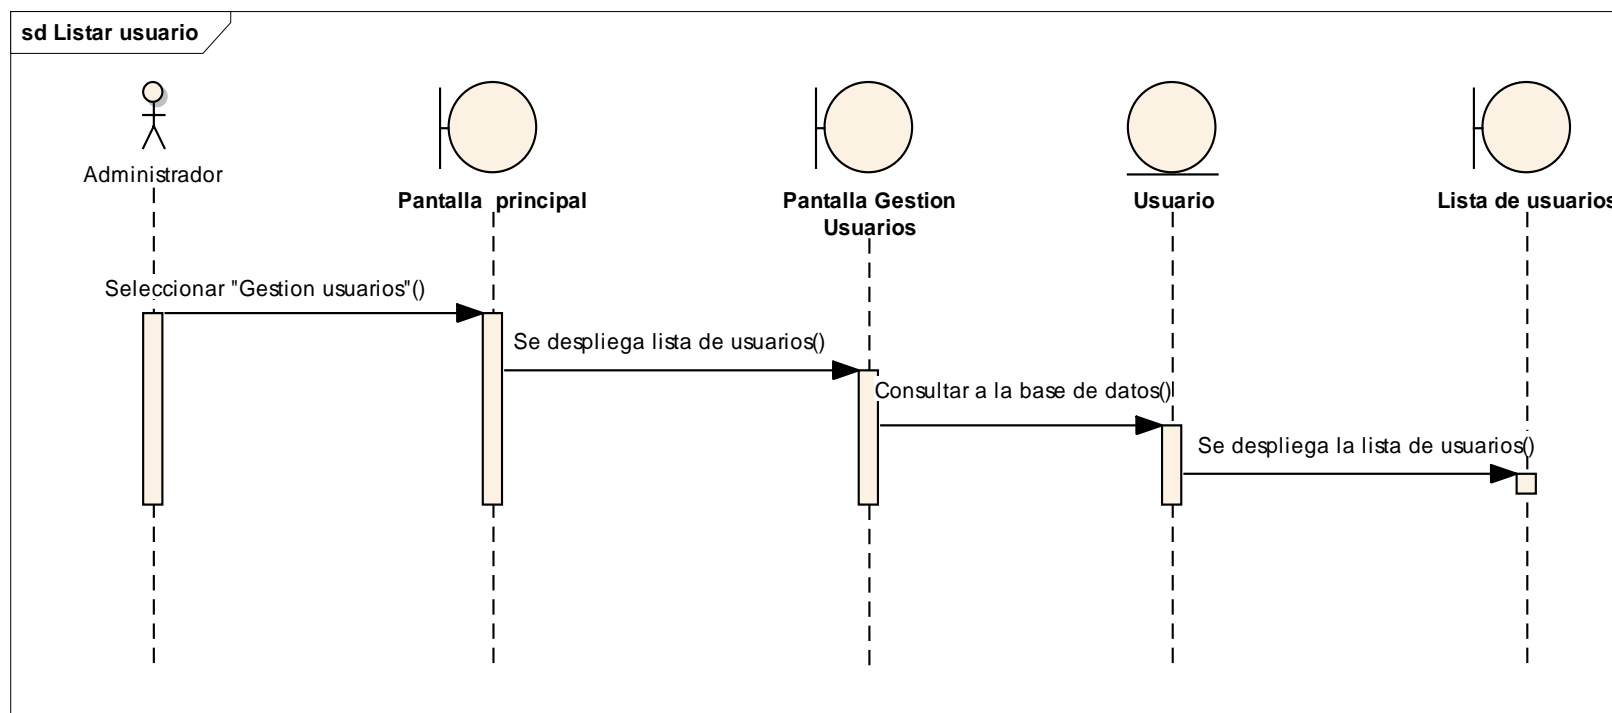 sd Listar usuario
Administrador
Pantalla  principal
Pantalla Gestion
Usuarios
Usuario
Lista de usuarios
Seleccionar "Gestion usuarios"()
Se despliega lista de usuarios()
Consultar a la base de datos()
Se despliega la lista de usuarios()